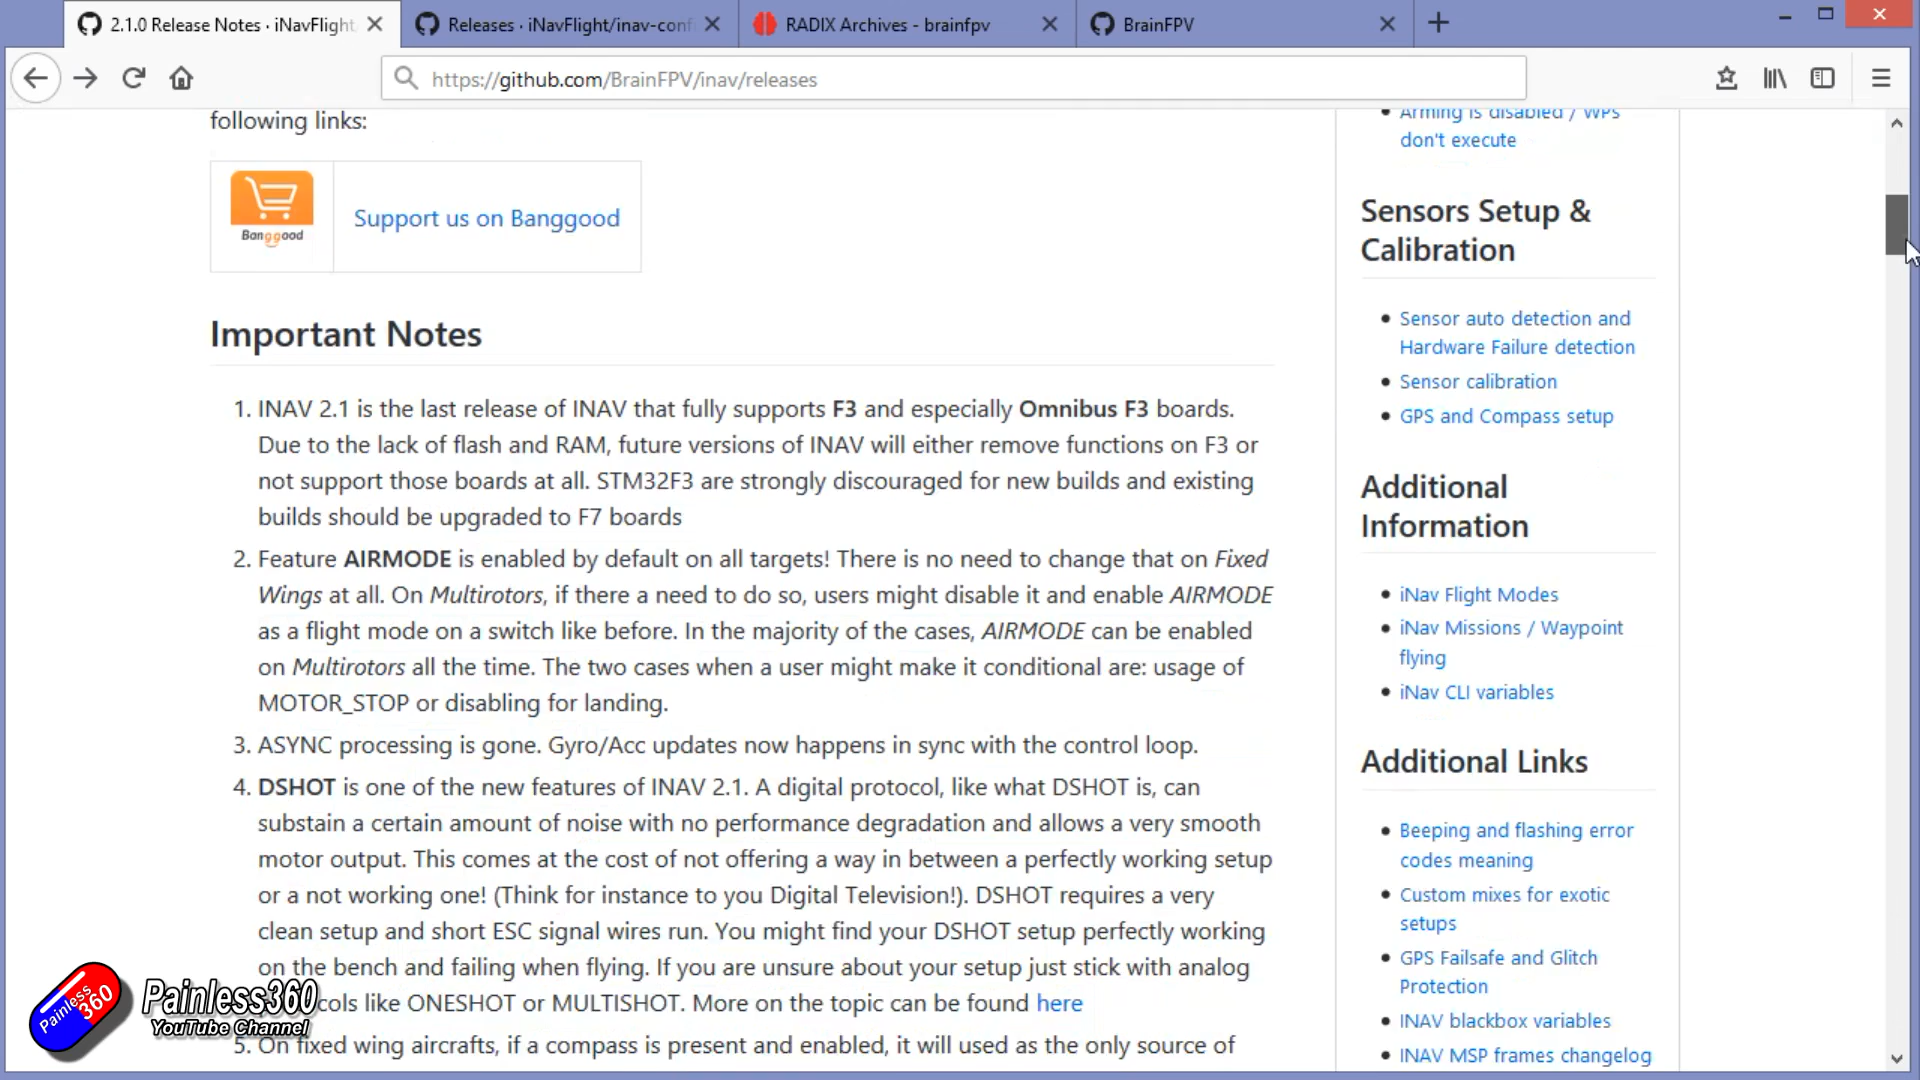 2.1.0 Release Notes · iNavFlight
Releases · iNavFlight/inav-conf
RADIX Archives - brainfpv
BrainFPV
https://github.com/BrainFPV/inav/releases
following links:
Banggood
Support us on Banggood
Important Notes
1. INAV 2.1 is the last release of INAV that fully supports F3 and especially Omnibus F3 boards.
Due to the lack of flash and RAM, future versions of INAV will either remove functions on F3 or
not support those boards at all. STM32F3 are strongly discouraged for new builds and existing
builds should be upgraded to F7 boards
2. Feature AIRMODE is enabled by default on all targets! There is no need to change that on Fixed
Wings at all. On Multirotors, if there a need to do so, users might disable it and enable AIRMODE
as a flight mode on a switch like before. In the majority of the cases, AIRMODE can be enabled
on Multirotors all the time. The two cases when a user might make it conditional are: usage of
MOTOR_STOP or disabling for landing.
3. ASYNC processing is gone. Gyro/Acc updates now happens in sync with the control loop.
4. DSHOT is one of the new features of INAV 2.1. A digital protocol, like what DSHOT is, can
substain a certain amount of noise with no performance degradation and allows a very smooth
motor output. This comes at the cost of not offering a way in between a perfectly working setup
or a not working one! (Think for instance to you Digital Television!). DSHOT requires a very
clean setup and short ESC signal wires run. You might find your DSHOT setup perfectly working
on the bench and failing when flying. If you are unsure about your setup just stick with analog
cols like ONESHOT or MULTISHOT. More on the topic can be found here
5. On fixed wing aircrafts, if a compass is present and enabled, it will used as the only source of
Arming is disabled / WPs
don't execute
Sensors Setup &
Calibration
Sensor auto detection and
Hardware Failure detection
Sensor calibration
GPS and Compass setup
Additional
Information
iNav Flight Modes
iNav Missions / Waypoint
flying
iNav CLI variables
Additional Links
Beeping and flashing error
codes meaning
Custom mixes for exotic
setups
GPS Failsafe and Glitch
Protection
INAV blackbox variables
INAV MSP frames changelog
Painless
360
Painless360
YouTube Channel